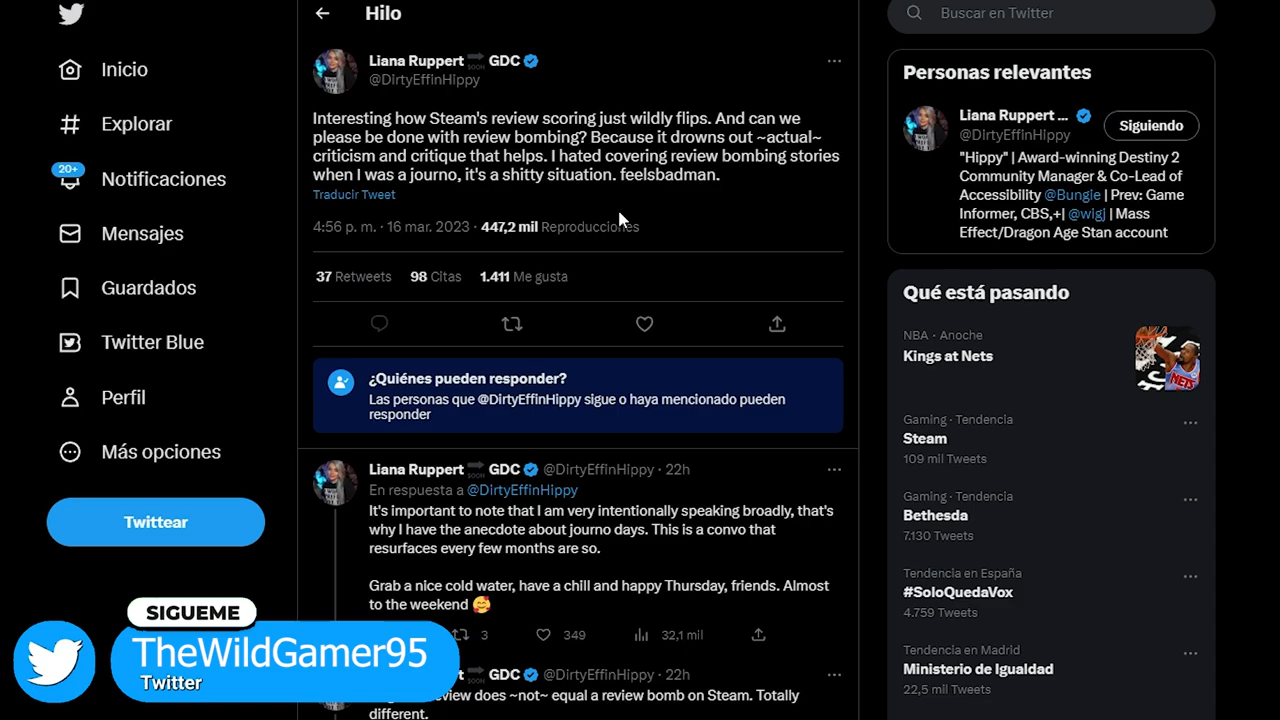 Hilo
Buscar en Twitter
Inicio
Explorar
20+
Notificaciones
Mensajes
Guardados
Twitter Blue
Perfil
Más opciones
Twittear
Liana Ruppert SOON GDC
@DirtyEffinHippy
Interesting how Steam's review scoring just wildly flips. And can we
please be done with review bombing? Because it drowns out ~actual~
criticism and critique that helps. I hated covering review bombing stories
when I was a journo, it's a shitty situation. feelsbadman.
Traducir Tweet
4:56 p. m. · 16 mar. 2023 · 447,2 mil Reproducciones
37 Retweets 98 Citas 1.411 Me gusta
¿Quiénes pueden responder?
Las personas que @DirtyEffinHippy sigue o haya mencionado pueden
responder
Liana Ruppert SOON GDC @DirtyEffinHippy · 22h
En respuesta a @DirtyEffinHippy
It's important to note that I am very intentionally speaking broadly, that's
why I have the anecdote about journo days. This is a convo that
resurfaces every few months are so.
Grab a nice cold water, have a chill and happy Thursday, friends. Almost
to the weekend 🥰
3 349 32,1 mil
GDC @DirtyEffinHippy · 22h
review does ~not~ equal a review bomb on Steam. Totally
different.
Personas relevantes
Liana Ruppert ...
@DirtyEffinHippy
Siguiendo
"Hippy" | Award-winning Destiny 2
Community Manager & Co-Lead of
Accessibility @Bungie | Prev: Game
Informer, CBS,+| @wigj | Mass
Effect/Dragon Age Stan account
Qué está pasando
NBA · Anoche
Kings at Nets
Gaming · Tendencia
Steam
109 mil Tweets
Gaming · Tendencia
Bethesda
7.130 Tweets
Tendencia en España
#SoloQuedaVox
4.759 Tweets
Tendencia en Madrid
Ministerio de Igualdad
22,5 mil Tweets
SIGUEME
TheWildGamer95
Twitter